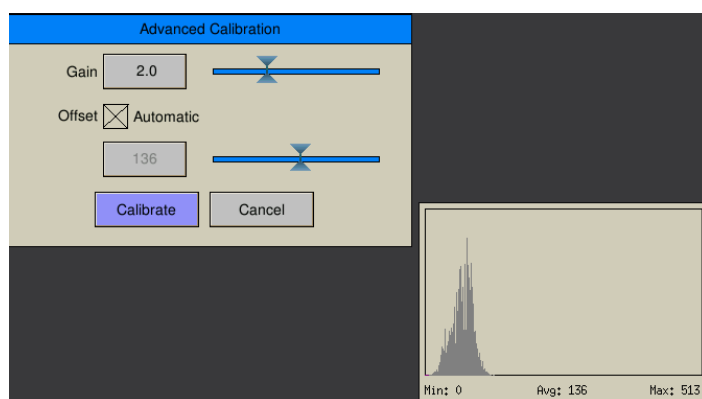 Advanced Calibration
Gain 2.0
Offset Automatic
136
Calibrate Cancel
Min: 0 Avg: 136 Max: 513